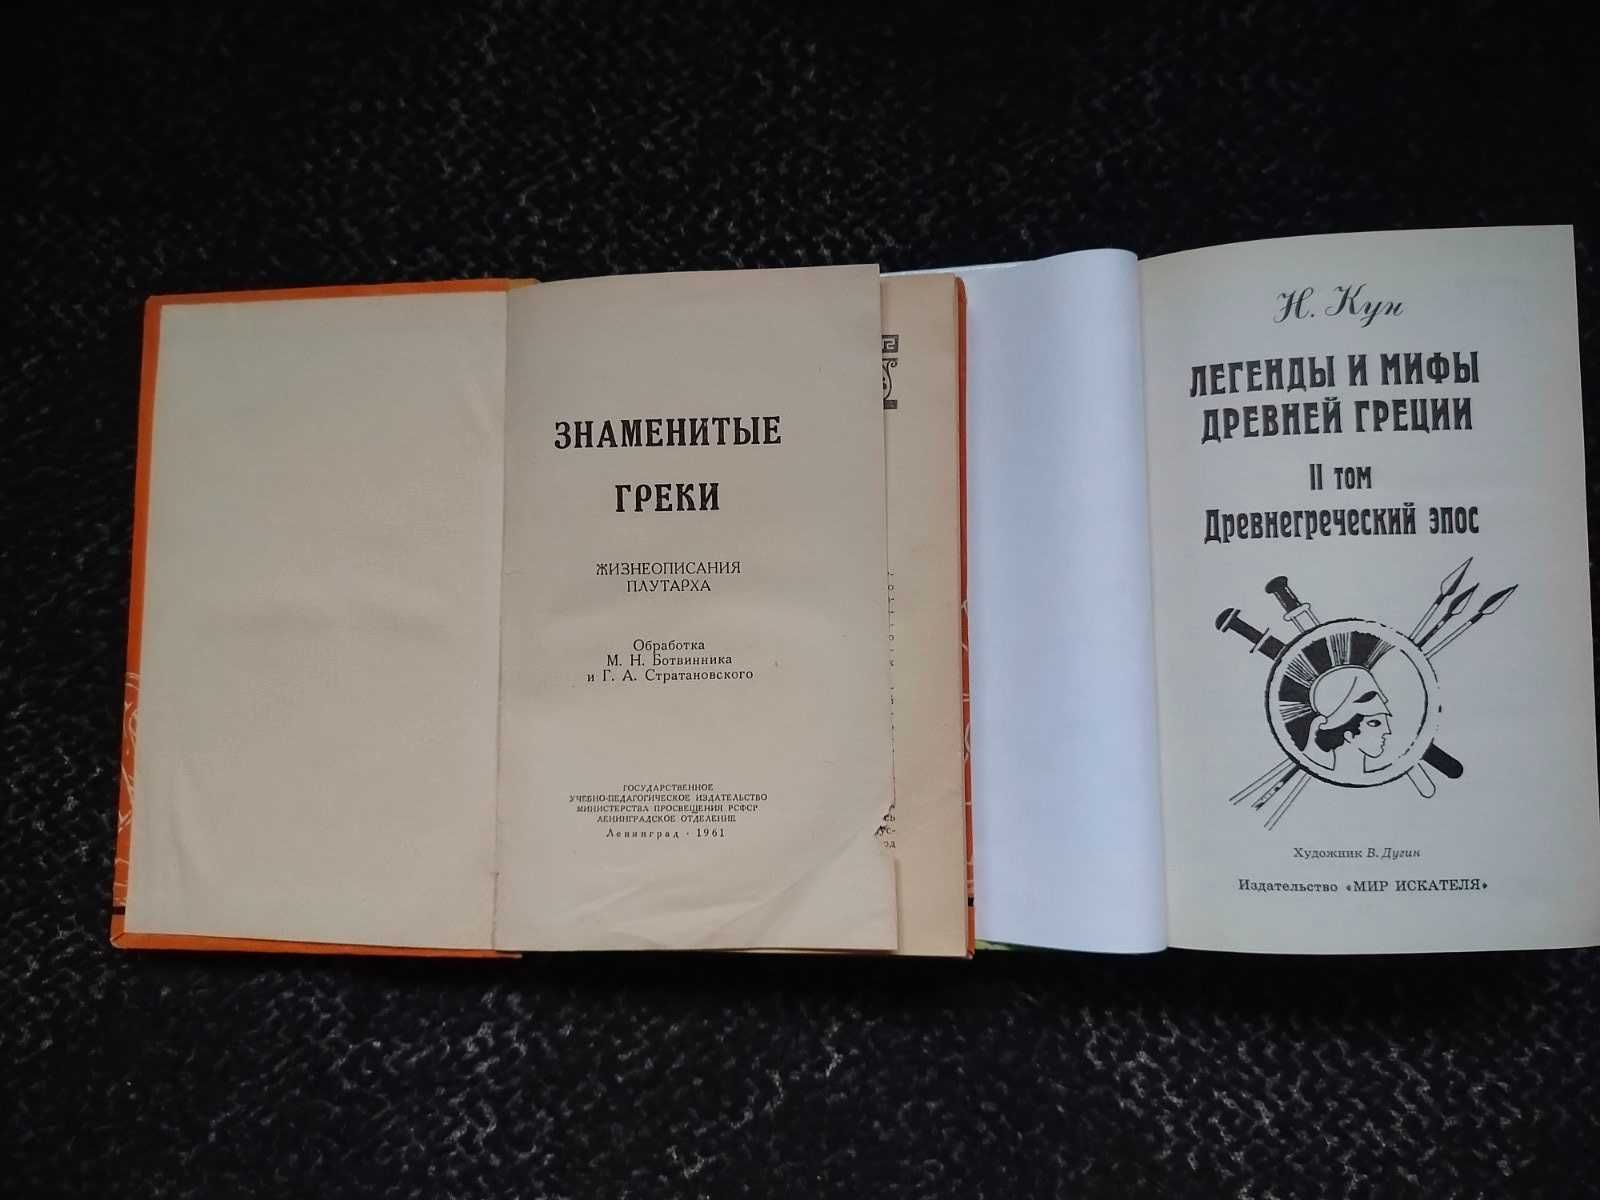 ЗНАМЕНИТЫЕ
ГРЕКИ
ЖИЗНЕОПИСАНИЯ
ПЛУТАРХА
Обработка
М. Н. Ботвинника
и Г. А. Стратановского
ГОСУДАРСТВЕННОЕ
УЧЕБНО-ПЕДАГОГИЧЕСКОЕ ИЗДАТЕЛЬСТВО
МИНИСТЕРСТВА ПРОСВЕЩЕНИЯ РСФСР
ЛЕНИНГРАДСКОЕ ОТДЕЛЕНИЕ
Ленинград · 1961
Н. Кун
ЛЕГЕНДЫ И МИФЫ
ДРЕВНЕЙ ГРЕЦИИ
II том
Древнегреческий эпос
Художник В. Дугин
Издательство «МИР ИСКАТЕЛЯ»